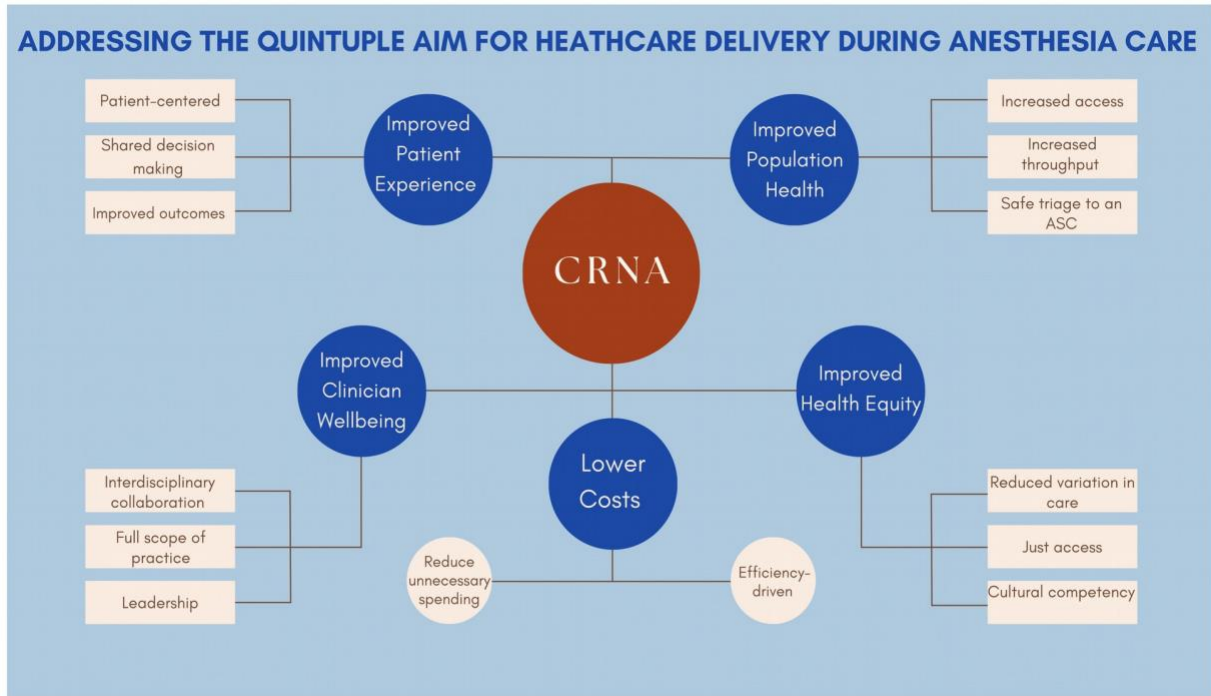 ADDRESSING THE QUINTUPLE AIM FOR HEATHCARE DELIVERY DURING ANESTHESIA CARE
Patient-centered
Shared decision
making
Improved outcomes
Improved
Patient
Experience
Improved
Population
Health
Increased access
Increased
throughput
Safe triage to an
ASC
CRNA
Improved
Clinician
Wellbeing
Interdisciplinary
collaboration
Full scope of
practice
Leadership
Lower
Costs
Reduce
unnecessary
spending
Efficiency-
driven
Improved
Health Equity
Reduced variation in
care
Just access
Cultural competency